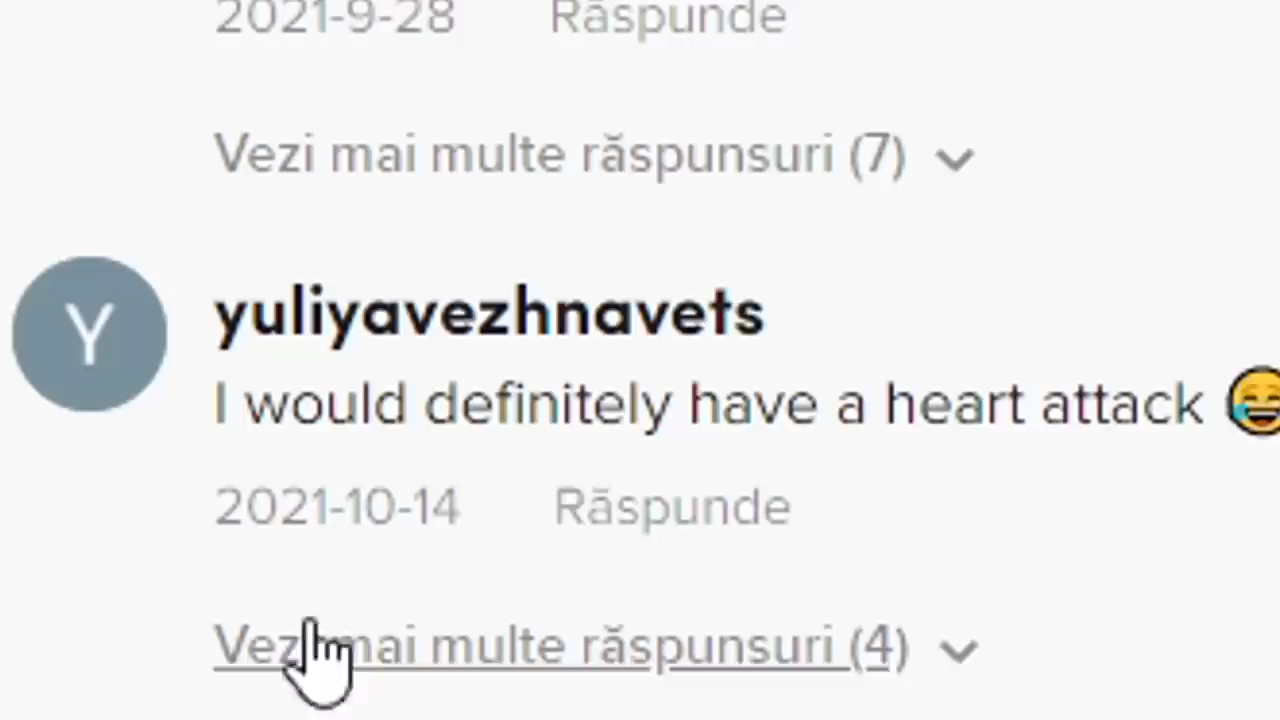 2021-9-28 Răspunde
Vezi mai multe răspunsuri (7)
Y
yuliyavezhnavets
I would definitely have a heart attack 😂
2021-10-14 Răspunde
Vezi mai multe răspunsuri (4)